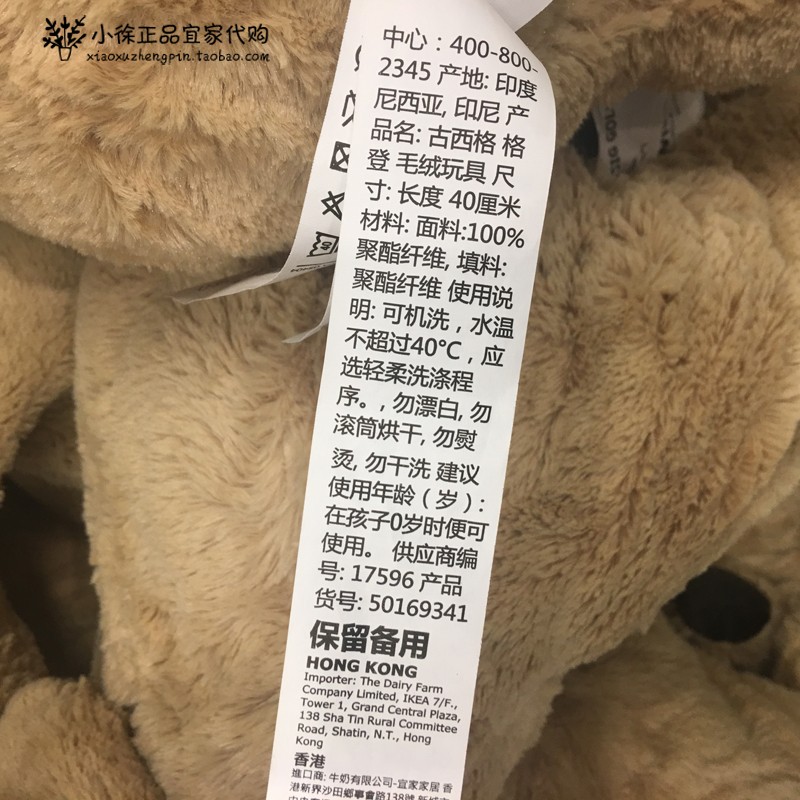 小徐正品宜家代购
xiaoxuzhengpin.taobao.com
中心：400-800-
2345 产地: 印度
尼西亚, 印尼 产
品名: 古西格 格
登 毛绒玩具 尺
寸: 长度 40厘米
材料: 面料:100%
聚酯纤维, 填料:
聚酯纤维 使用说
明: 可机洗，水温
不超过40°C，应
选轻柔洗涤程
序。, 勿漂白, 勿
滚筒烘干, 勿熨
烫, 勿干洗 建议
使用年龄（岁）:
在孩子0岁时便可
使用。 供应商编
号: 17596 产品
货号: 50169341
保留备用
HONG KONG
Importer: The Dairy Farm
Company Limited, IKEA 7/F.,
Tower 1, Grand Central Plaza,
138 Sha Tin Rural Committee
Road, Shatin, N.T., Hong
Kong
香港
進口商: 牛奶有限公司-宜家家居 香
港新界沙田鄉事會路138號 新城市